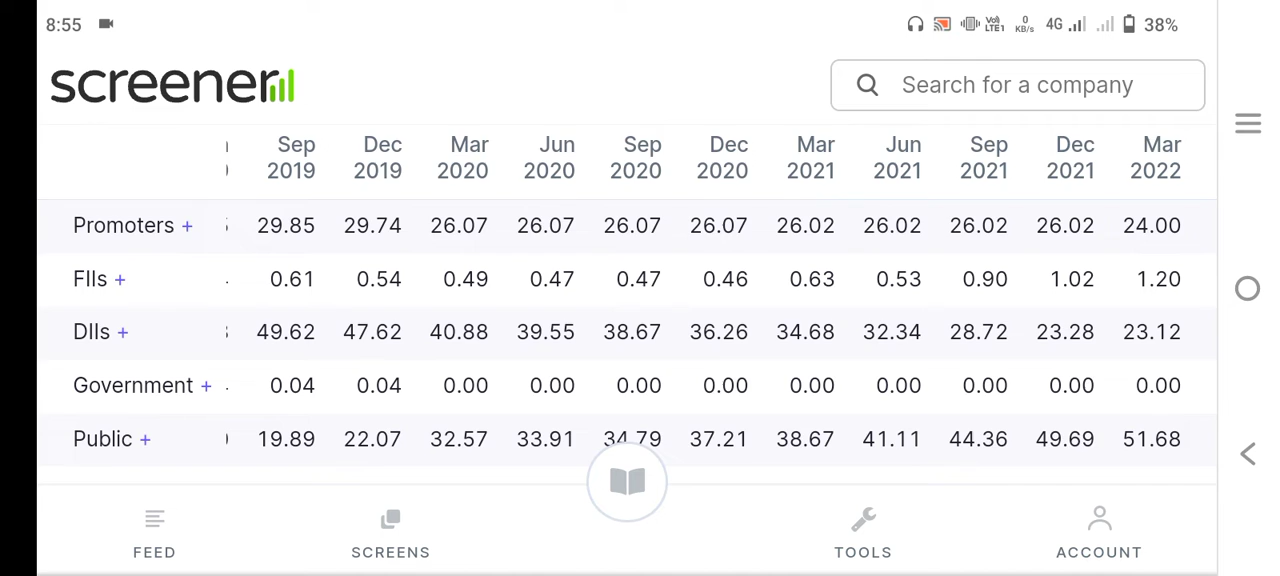 8:55 Voll LTE1 0 KB/s 4G 38%
screener Search for a company
Sep 2019 Dec 2019 Mar 2020 Jun 2020 Sep 2020 Dec 2020 Mar 2021 Jun 2021 Sep 2021 Dec 2021 Mar 2022
Promoters + 29.85 29.74 26.07 26.07 26.07 26.07 26.02 26.02 26.02 26.02 24.00
FIIs + 0.61 0.54 0.49 0.47 0.47 0.46 0.63 0.53 0.90 1.02 1.20
DIIs + 49.62 47.62 40.88 39.55 38.67 36.26 34.68 32.34 28.72 23.28 23.12
Government + 0.04 0.04 0.00 0.00 0.00 0.00 0.00 0.00 0.00 0.00 0.00
Public + 19.89 22.07 32.57 33.91 34.79 37.21 38.67 41.11 44.36 49.69 51.68
FEED SCREENS TOOLS ACCOUNT